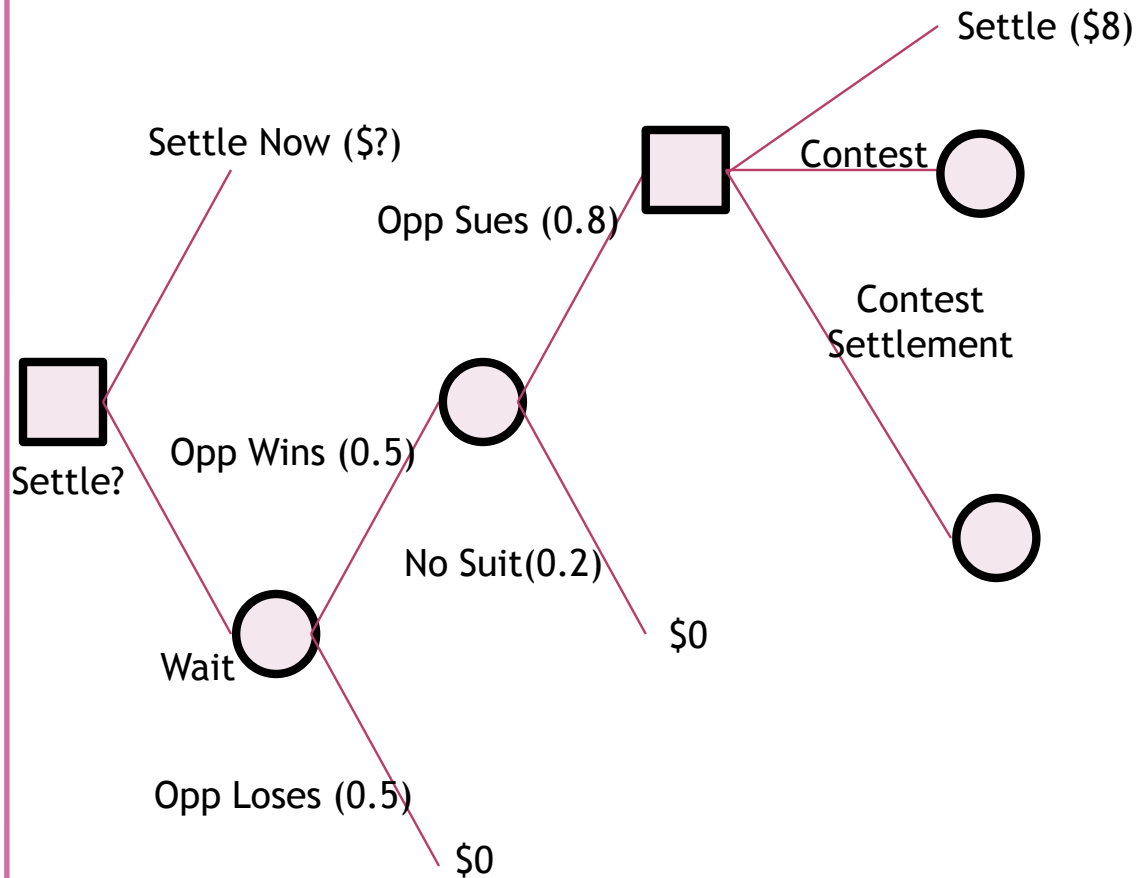 Settle ($8)
Settle Now ($?)
Contest
Opp Sues (0.8)
Contest
Settlement
Opp Wins (0.5)
Settle?
No Suit(0.2)
$0
Wait
Opp Loses (0.5)
$0